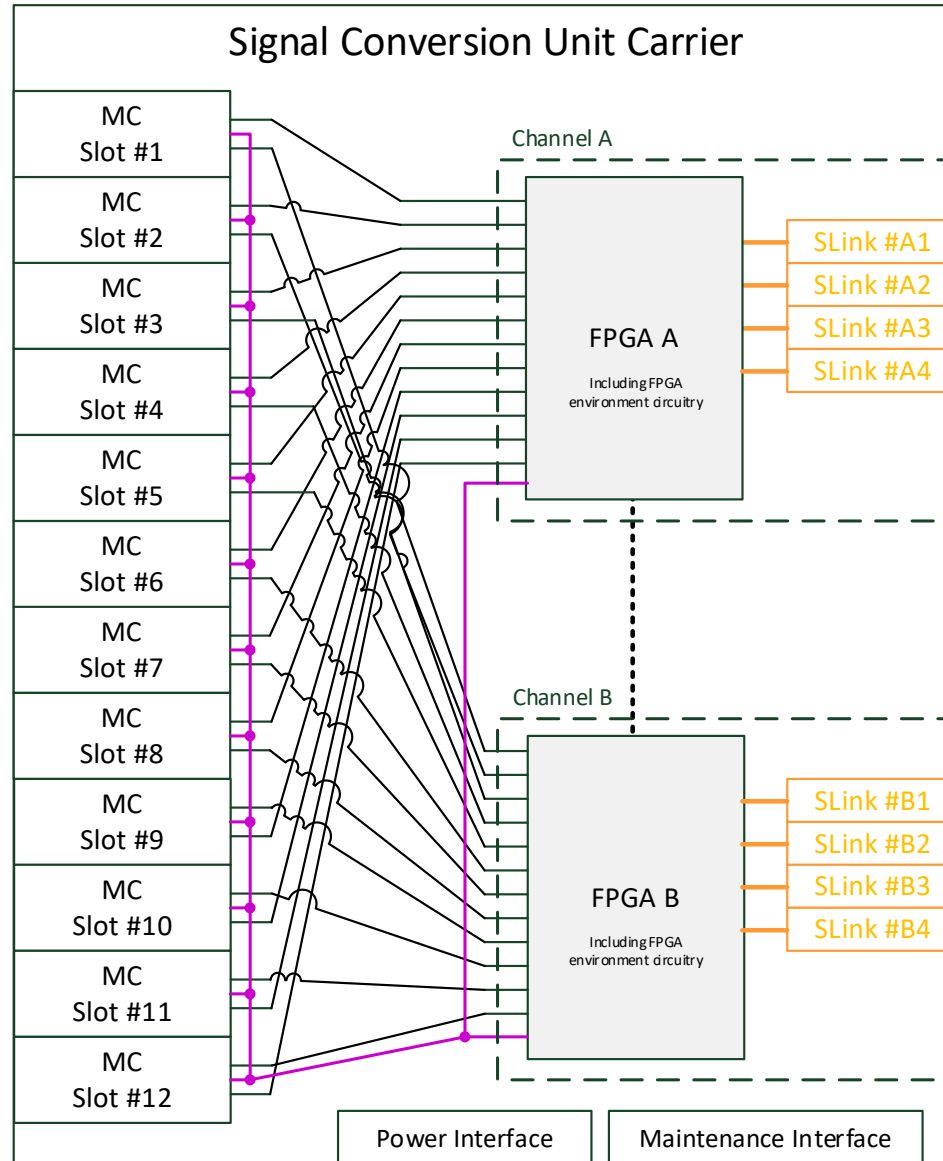 Signal Conversion Unit Carrier
MC
Slot #1
MC
Slot #2
MC
Slot #3
MC
Slot #4
MC
Slot #5
MC
Slot #6
MC
Slot #7
MC
Slot #8
MC
Slot #9
MC
Slot #10
MC
Slot #11
MC
Slot #12
Channel A
FPGA A
Including FPGA
environment circuitry
SLink #A1
SLink #A2
SLink #A3
SLink #A4
Channel B
FPGA B
Including FPGA
environment circuitry
SLink #B1
SLink #B2
SLink #B3
SLink #B4
Power Interface
Maintenance Interface